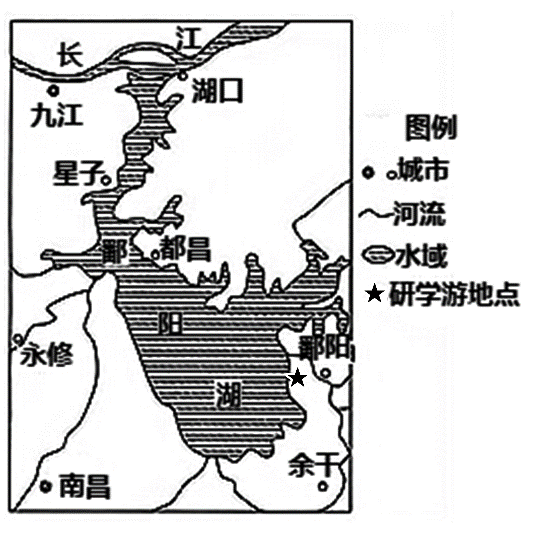 长 江
湖口
九江
星子
鄱
都昌
阳
湖
鄱阳
永修
南昌
余干
图例
城市
河流
水域
研学游地点